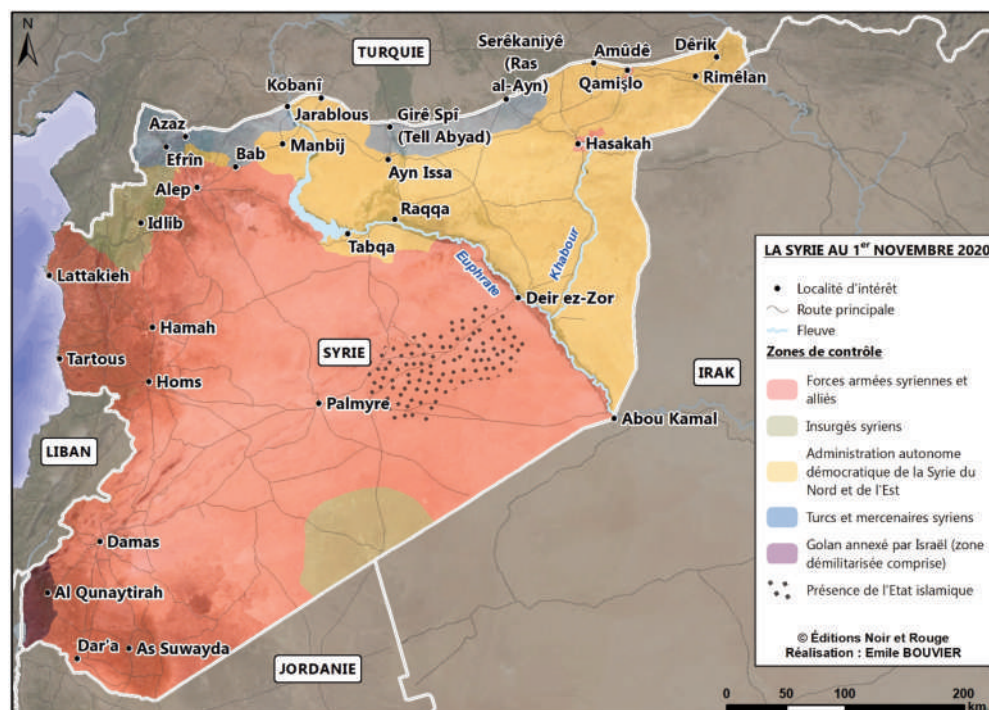 N
TURQUIE
Serêkaniyê
(Ras
al-Ayn)
Amûdê
Dêrik
Qamişlo
Rimêlan
Kobanî
Jarablous
Girê Spî
(Tell Abyad)
Azaz
Efrîn
Bab
Manbij
Hasakah
Ayn Issa
Alep
Idlib
Raqqa
Tabqa
Euphrate
Khabour
Lattakieh
Deir ez-Zor
Hamah
Tartous
SYRIE
Homs
Palmyre
IRAK
Abou Kamal
LIBAN
Damas
Al Qunaytirah
Dar'a
As Suwayda
JORDANIE
LA SYRIE AU 1er NOVEMBRE 2020
Localité d'intérêt
Route principale
Fleuve
Zones de contrôle
Forces armées syriennes et
alliés
Insurgés syriens
Administration autonome
démocratique de la Syrie du
Nord et de l'Est
Turcs et mercenaires syriens
Golan annexé par Israël (zone
démilitarisée comprise)
Présence de l'Etat islamique
© Éditions Noir et Rouge
Réalisation : Emile BOUVIER
0 50 100 200
km